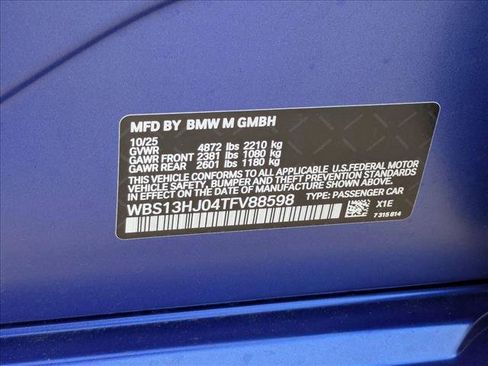 MFD BY BMW M GMBH
10/25
GVWR 4872 lbs 2210 kg
GAWR FRONT 2381 lbs 1080 kg
GAWR REAR 2601 lbs 1180 kg
THIS VEHICLE CONFORMS TO ALL APPLICABLE U.S.FEDERAL MOTOR
VEHICLE SAFETY, BUMPER, AND THEFT PREVENTION STANDARDS
IN EFFECT ON THE DATE OF MANUFACTURE SHOWN ABOVE.
WBS13HJ04TFV88598 TYPE: PASSENGER CAR
X1E
7 315 814